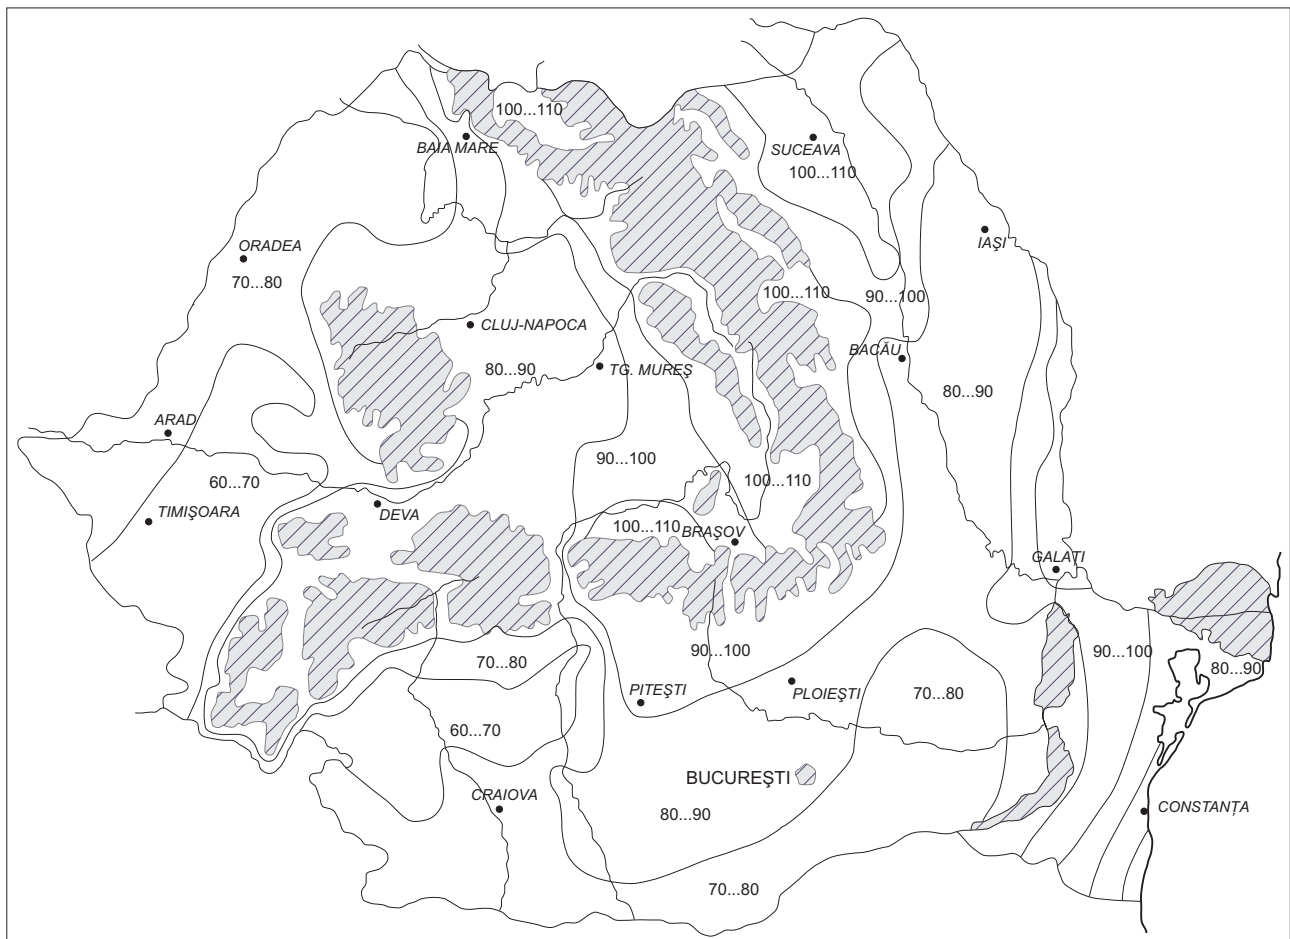 100...110
BAIA MARE
SUCEAVA
100...110
IAŞI
ORADEA
70...80
100...110
90...100
CLUJ-NAPOCA
BACĂU
80...90
TG. MUREŞ
80...90
ARAD
90...100
60...70
100...110
TIMIŞOARA
DEVA
100...110
BRAŞOV
GALAŢI
90...100
90...100
70...80
80...90
PITEŞTI
PLOIEŞTI
70...80
60...70
BUCUREŞTI
CRAIOVA
CONSTANŢA
80...90
70...80